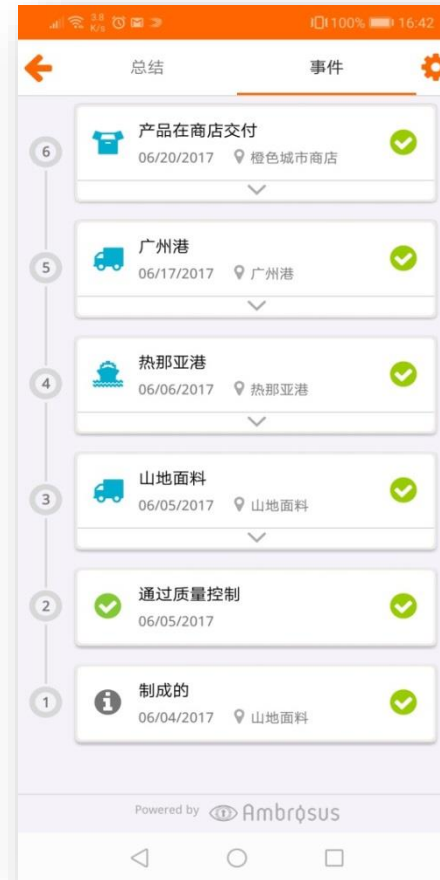 3.8 K/s 100% 16:42
总结 事件
6
产品在商店交付
06/20/2017 橙色城市商店
5
广州港
06/17/2017 广州港
4
热那亚港
06/06/2017 热那亚港
3
山地面料
06/05/2017 山地面料
2
通过质量控制
06/05/2017
1
制成的
06/04/2017 山地面料
Powered by Ambrosus